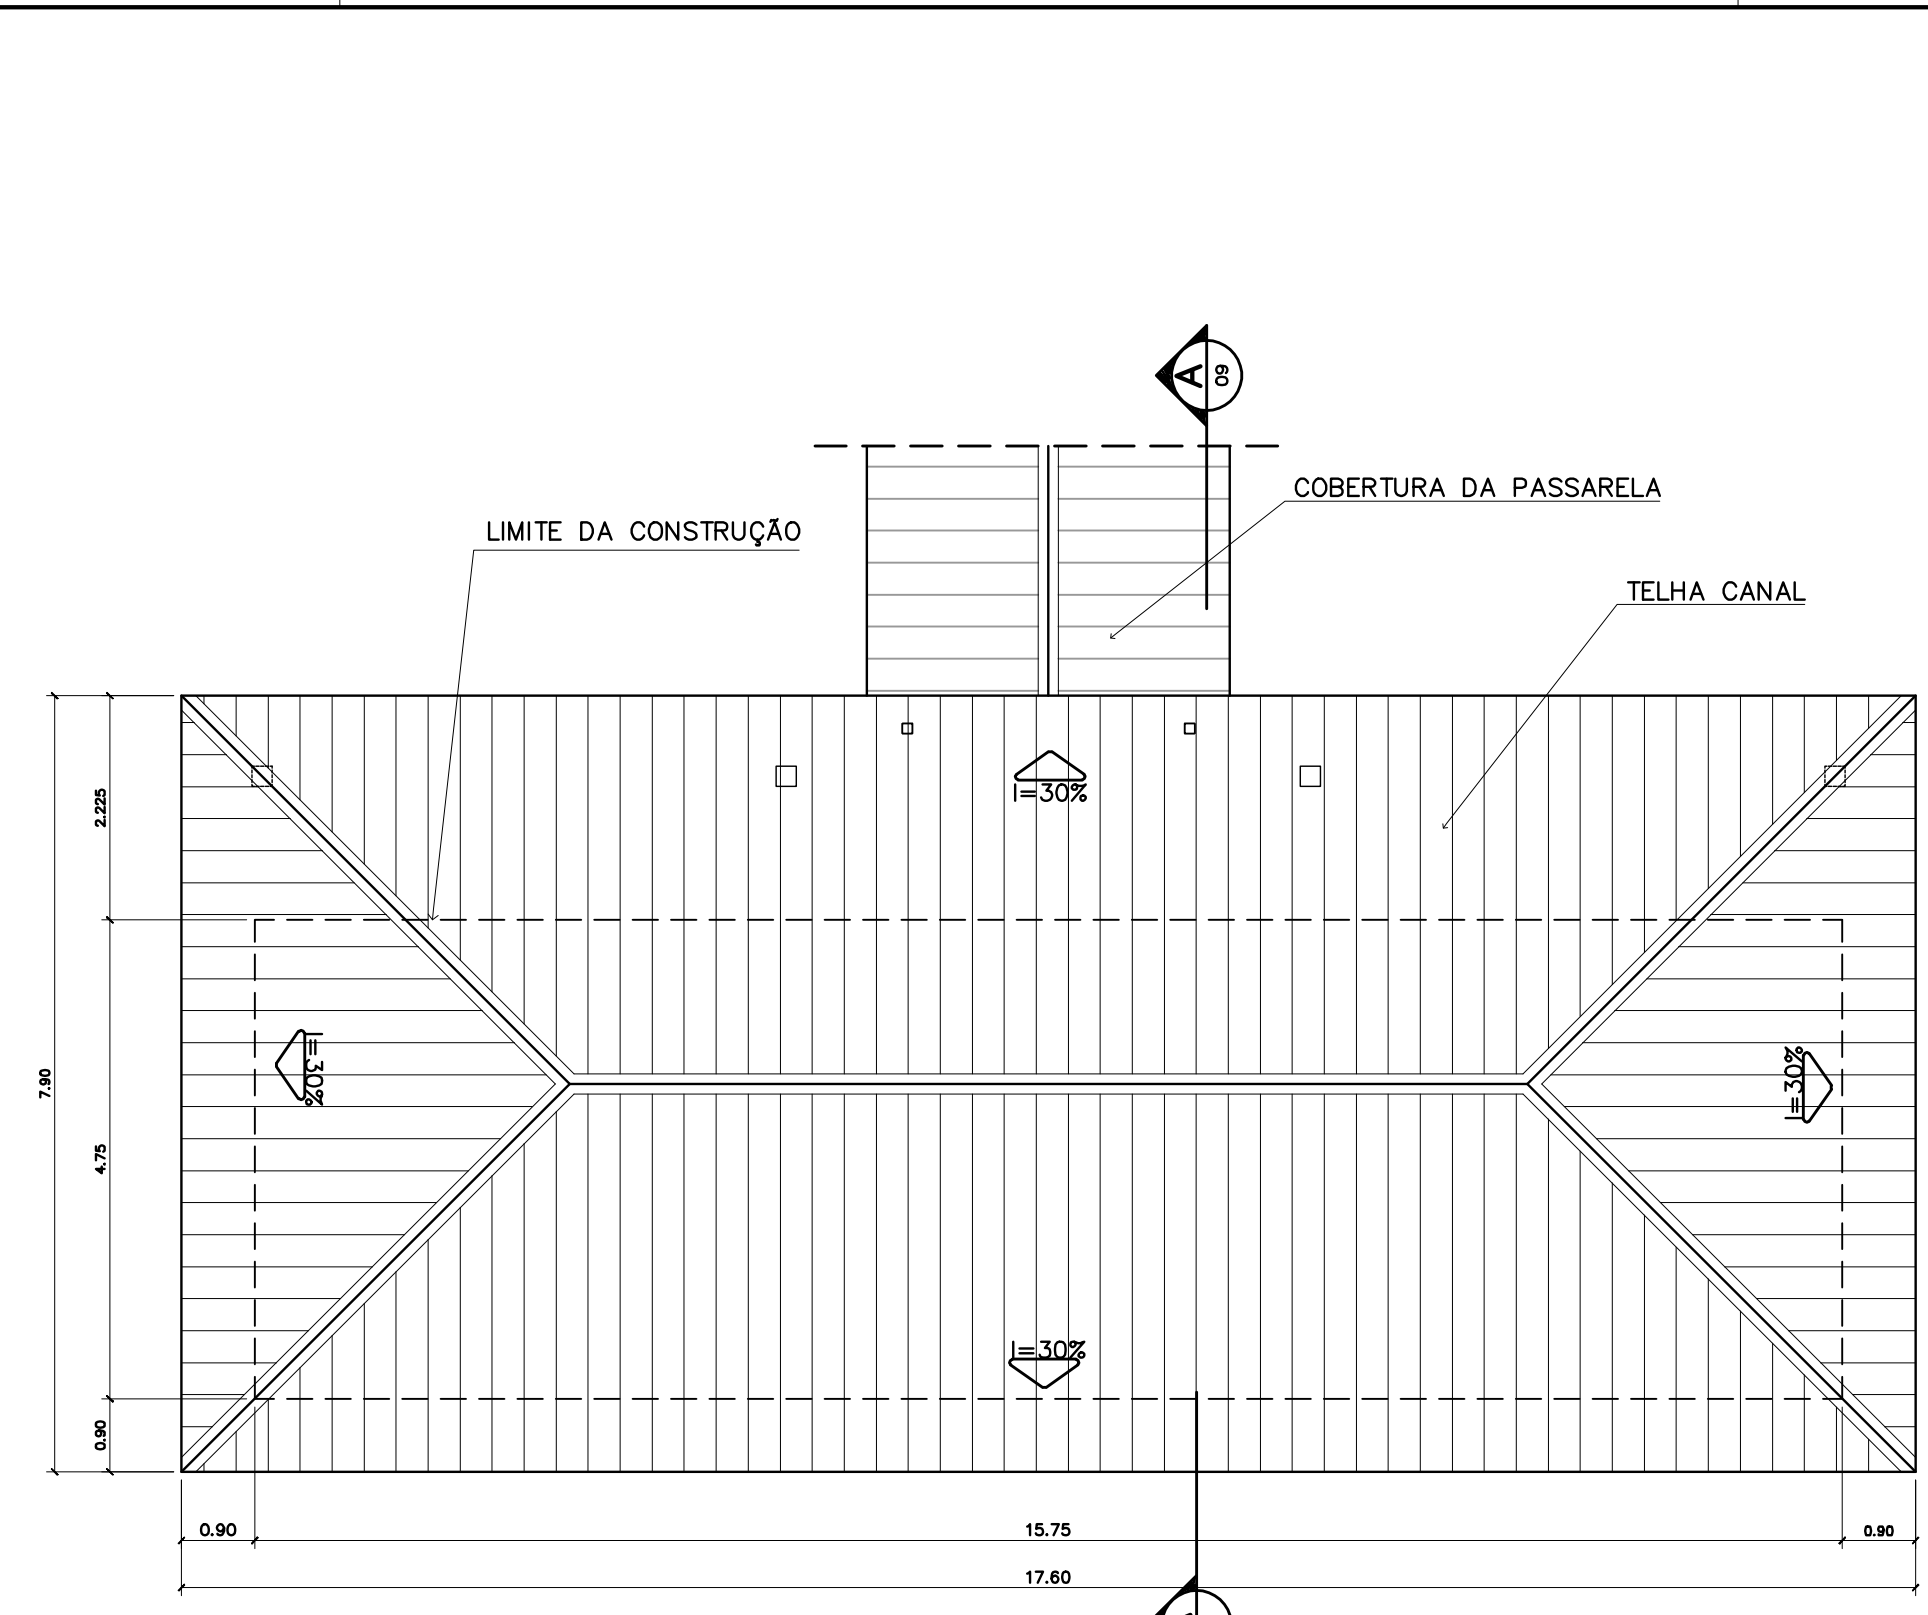 A
09
COBERTURA DA PASSARELA
LIMITE DA CONSTRUÇÃO
TELHA CANAL
2.225
I=30%
7.90
4.75
I=30%
I=30%
I=30%
0.90
0.90
15.75
0.90
17.60